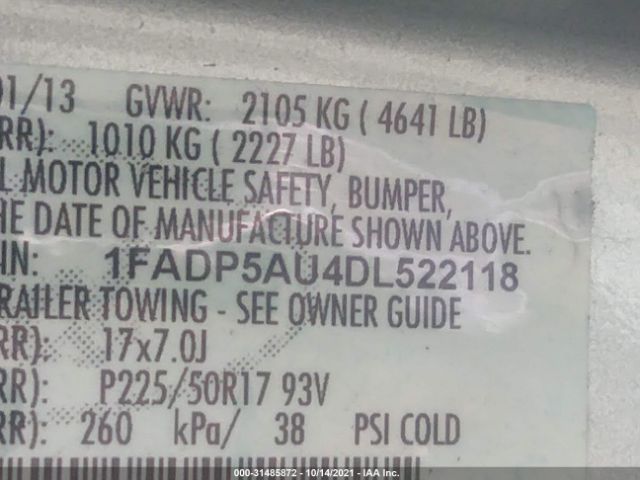 01/13 GVWR: 2105 KG ( 4641 LB)
RR): 1010 KG ( 2227 LB)
L MOTOR VEHICLE SAFETY, BUMPER,
HE DATE OF MANUFACTURE SHOWN ABOVE.
IN: 1FADP5AU4DL522118
RAILER TOWING - SEE OWNER GUIDE
RR): 17x7.0J
RR): P225/50R17 93V
RR): 260 kPa/ 38 PSI COLD
000-31485872 - 10/14/2021 - IAA Inc.